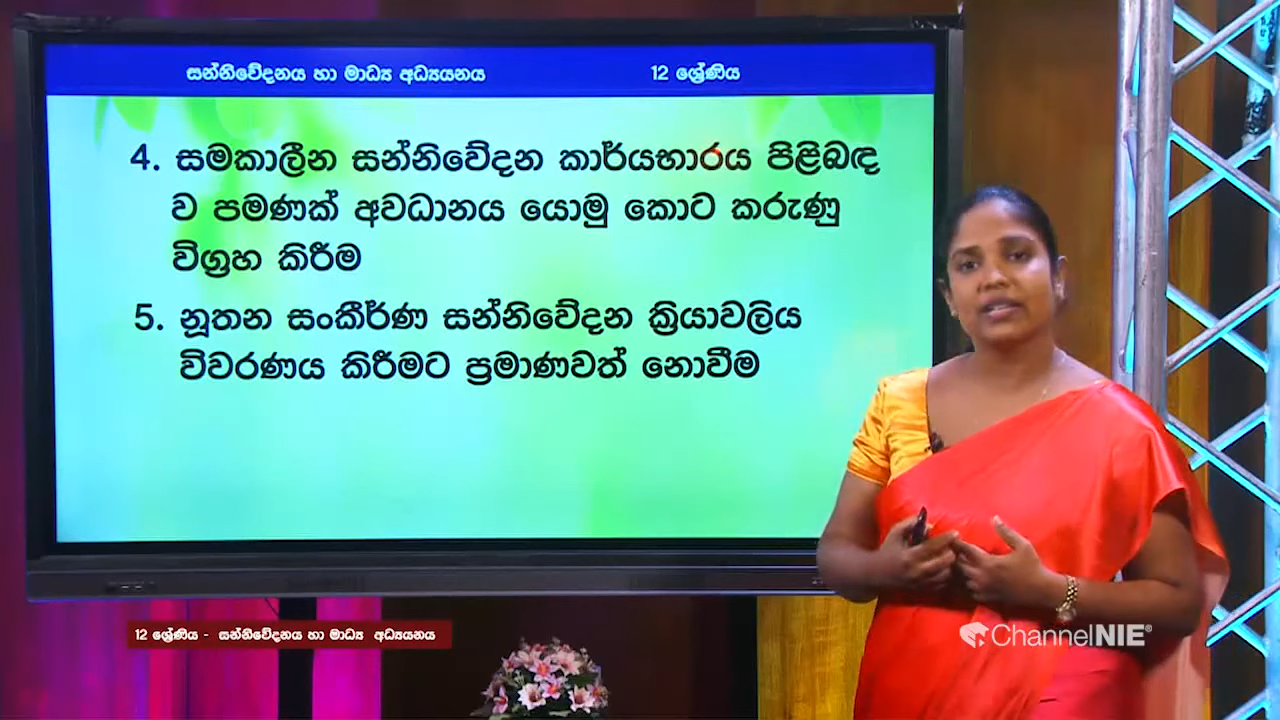 සන්නිවේදනය හා මාධ්‍ය අධ්‍යයනය 12 ශ්‍රේණිය
4. සමකාලීන සන්නිවේදන කාර්යභාරය පිළිබඳ
ව පමණක් අවධානය යොමු කොට කරුණු
විග්‍රහ කිරීම
5. නූතන සංකීර්ණ සන්නිවේදන ක්‍රියාවලිය
විවරණය කිරීමට ප්‍රමාණවත් නොවීම
12 ශ්‍රේණිය - සන්නිවේදනය හා මාධ්‍ය අධ්‍යයනය
ChannelNIE®